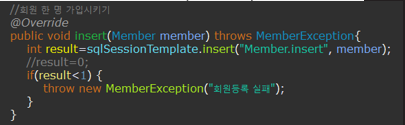 //회원 한 명 가입시키기
@Override
public void insert(Member member) throws MemberException{
int result=sqlSessionTemplate.insert("Member.insert", member);
//result=0;
if(result<1) {
throw new MemberException("회원등록 실패");
}
}